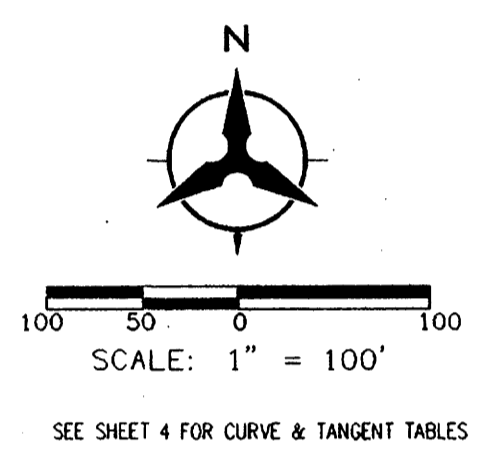 N
100 50 0 100
SCALE: 1" = 100'
SEE SHEET 4 FOR CURVE & TANGENT TABLES